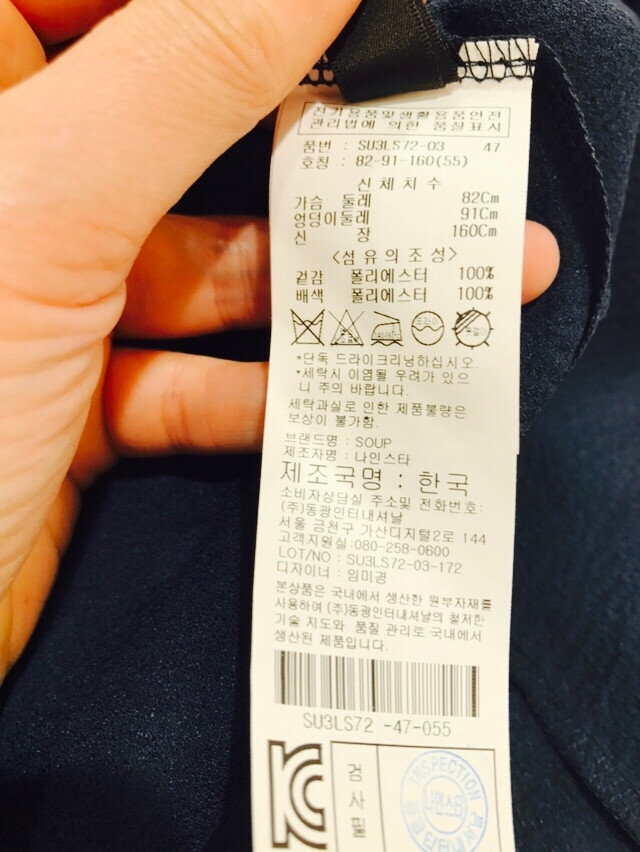 전기용품및생활용품안전
관리법에 의한 품질표시
품번 : SU3LS72-03 47
호칭 : 82-91-160(55)
신체치수
가슴 둘레 82Cm
엉덩이둘레 91Cm
신 장 160Cm
<섬유의조성>
겉감 폴리에스터 100%
배색 폴리에스터 100%
*단독 드라이크리닝하십시오.
*세탁시 이염될 우려가 있으
니 주의 바랍니다.
세탁과실로 인한 제품불량은
보상이 불가함.
브랜드명 : SOUP
제조자명 : 나인스타
제조국명 : 한국
소비자상담실 주소및 전화번호:
(주)동광인터내셔날
서울 금천구 가산디지털2로 144
고객지원실:080-258-0600
LOT/NO : SU3LS72-03-172
디자이너 : 임미경
본상품은 국내에서 생산한 원부자재를
사용하여 (주)동광인터내셔날의 철저한
기술 지도와 품질 관리로 국내에서
생산된 제품입니다.
SU3LS72 -47-055
검사필
INSPECTION
나인스타